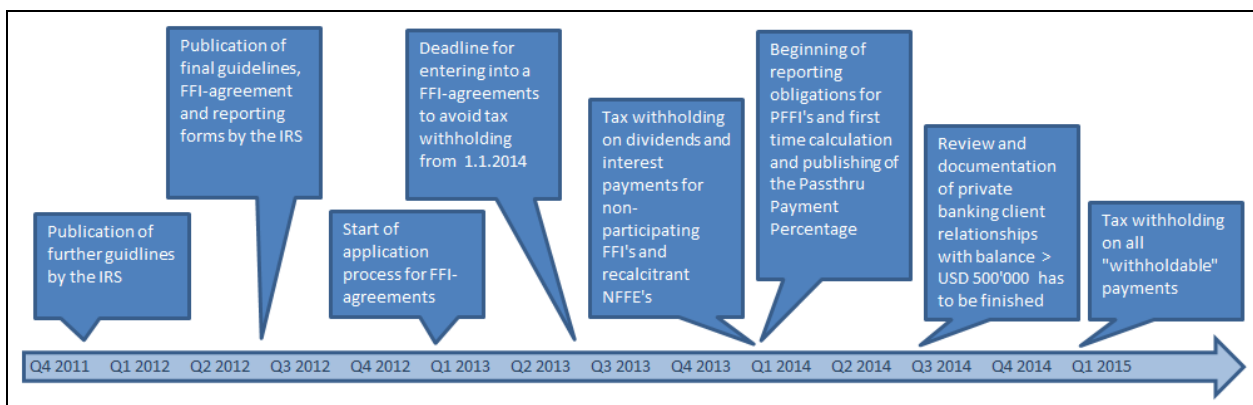 Publication of
further guidlines
by the IRS
Publication of
final guidelines,
FFI-agreement
and reporting
forms by the IRS
Start of
application
process for FFI-
agreements
Deadline for
entering into a
FFI-agreements
to avoid tax
withholding
from 1.1.2014
Tax withholding
on dividends and
interest
payments for
non-
participating
FFI's and
recalcitrant
NFFE's
Beginning of
reporting
obligations for
PFFI's and first
time calculation
and publishing of
the Passthru
Payment
Percentage
Review and
documentation
of private
banking client
relationships
with balance >
USD 500'000 has
to be finished
Tax withholding
on all
"withholdable"
payments
Q4 2011 Q1 2012 Q2 2012 Q3 2012 Q4 2012 Q1 2013 Q2 2013 Q3 2013 Q4 2013 Q1 2014 Q2 2014 Q3 2014 Q4 2014 Q1 2015